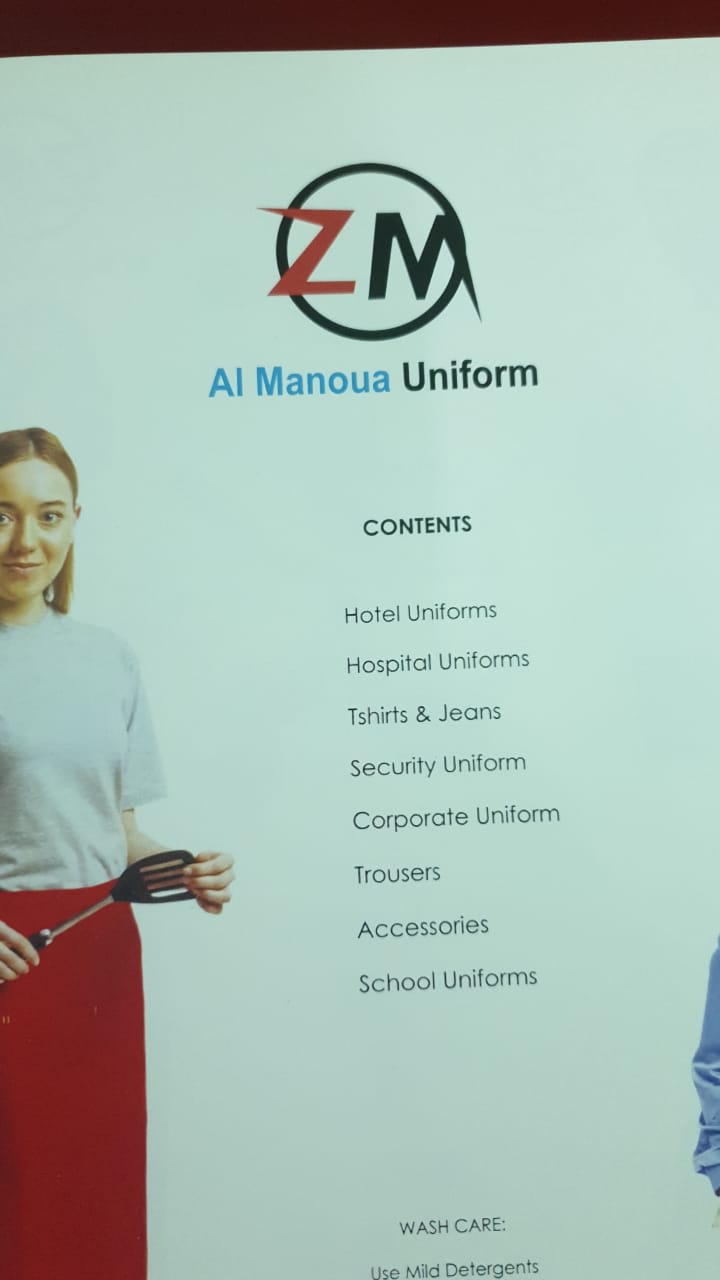 ZM
Al Manoua Uniform
CONTENTS
Hotel Uniforms
Hospital Uniforms
Tshirts & Jeans
Security Uniform
Corporate Uniform
Trousers
Accessories
School Uniforms
WASH CARE:
Use Mild Detergents